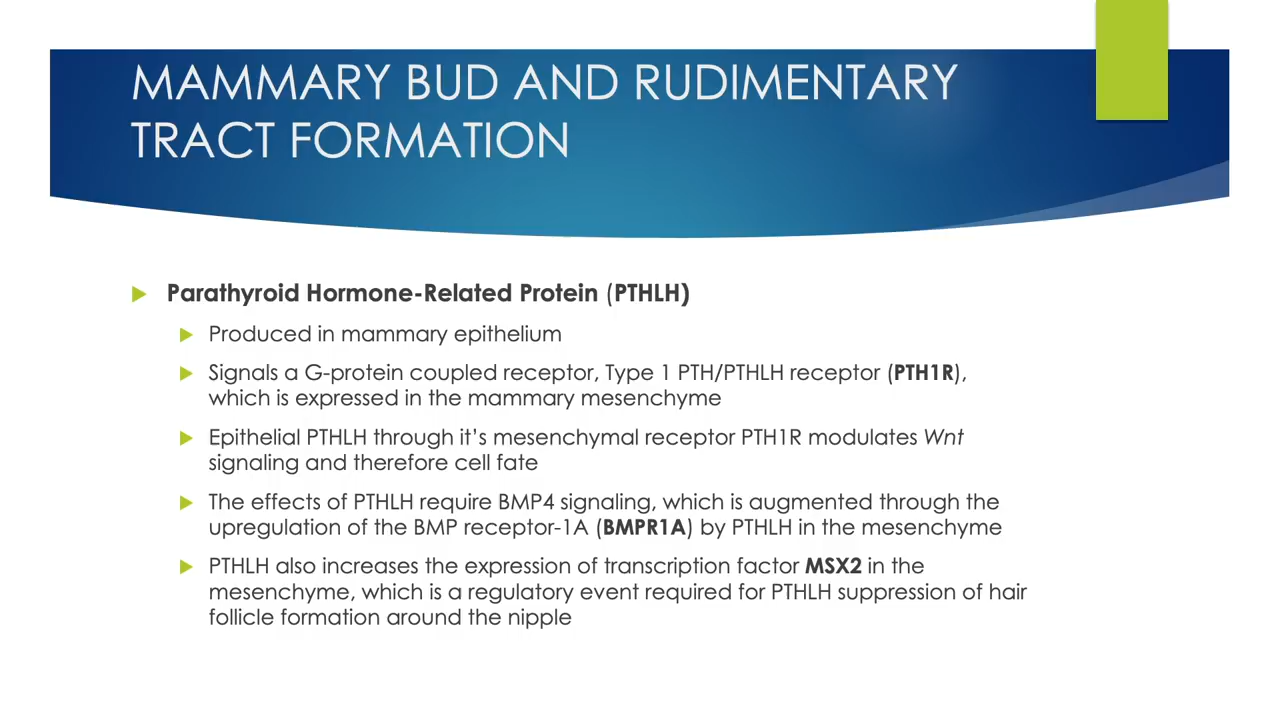 MAMMARY BUD AND RUDIMENTARY
TRACT FORMATION
Parathyroid Hormone-Related Protein (PTHLH)
Produced in mammary epithelium
Signals a G-protein coupled receptor, Type 1 PTH/PTHLH receptor (PTH1R),
which is expressed in the mammary mesenchyme
Epithelial PTHLH through it’s mesenchymal receptor PTH1R modulates Wnt
signaling and therefore cell fate
The effects of PTHLH require BMP4 signaling, which is augmented through the
upregulation of the BMP receptor-1A (BMPR1A) by PTHLH in the mesenchyme
PTHLH also increases the expression of transcription factor MSX2 in the
mesenchyme, which is a regulatory event required for PTHLH suppression of hair
follicle formation around the nipple